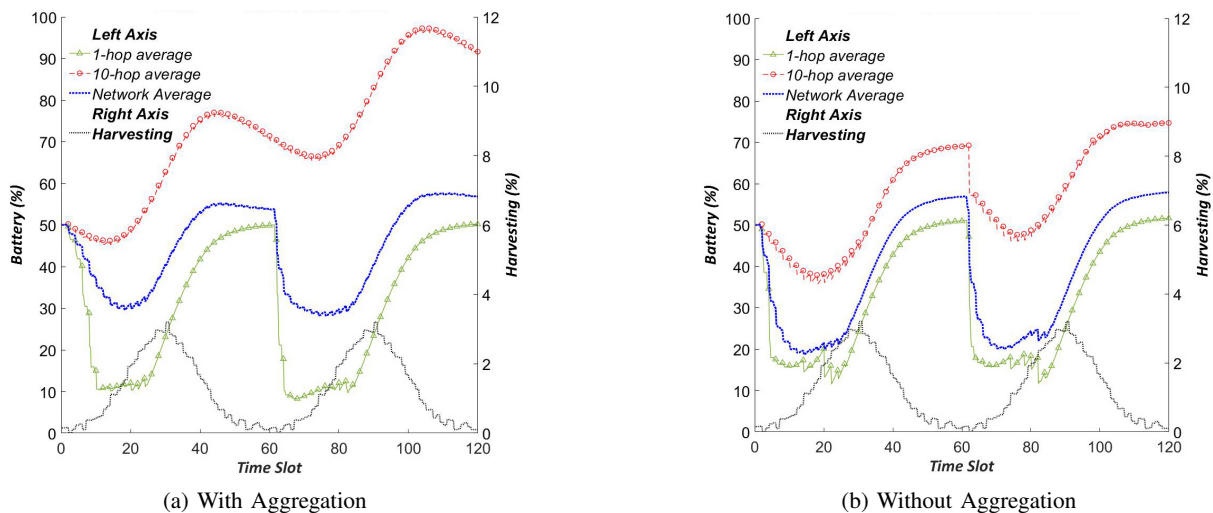 100
90
80
70
60
50
40
30
20
10
0
Battery (%)
Left Axis
1-hop average
10-hop average
Network Average
Right Axis
Harvesting
12
10
8
6
4
2
0
Harvesting (%)
0 20 40 60 80 100 120
Time Slot
(a) With Aggregation
100
90
80
70
60
50
40
30
20
10
0
Battery (%)
Left Axis
1-hop average
10-hop average
Network Average
Right Axis
Harvesting
12
10
8
6
4
2
0
Harvesting (%)
0 20 40 60 80 100 120
Time Slot
(b) Without Aggregation